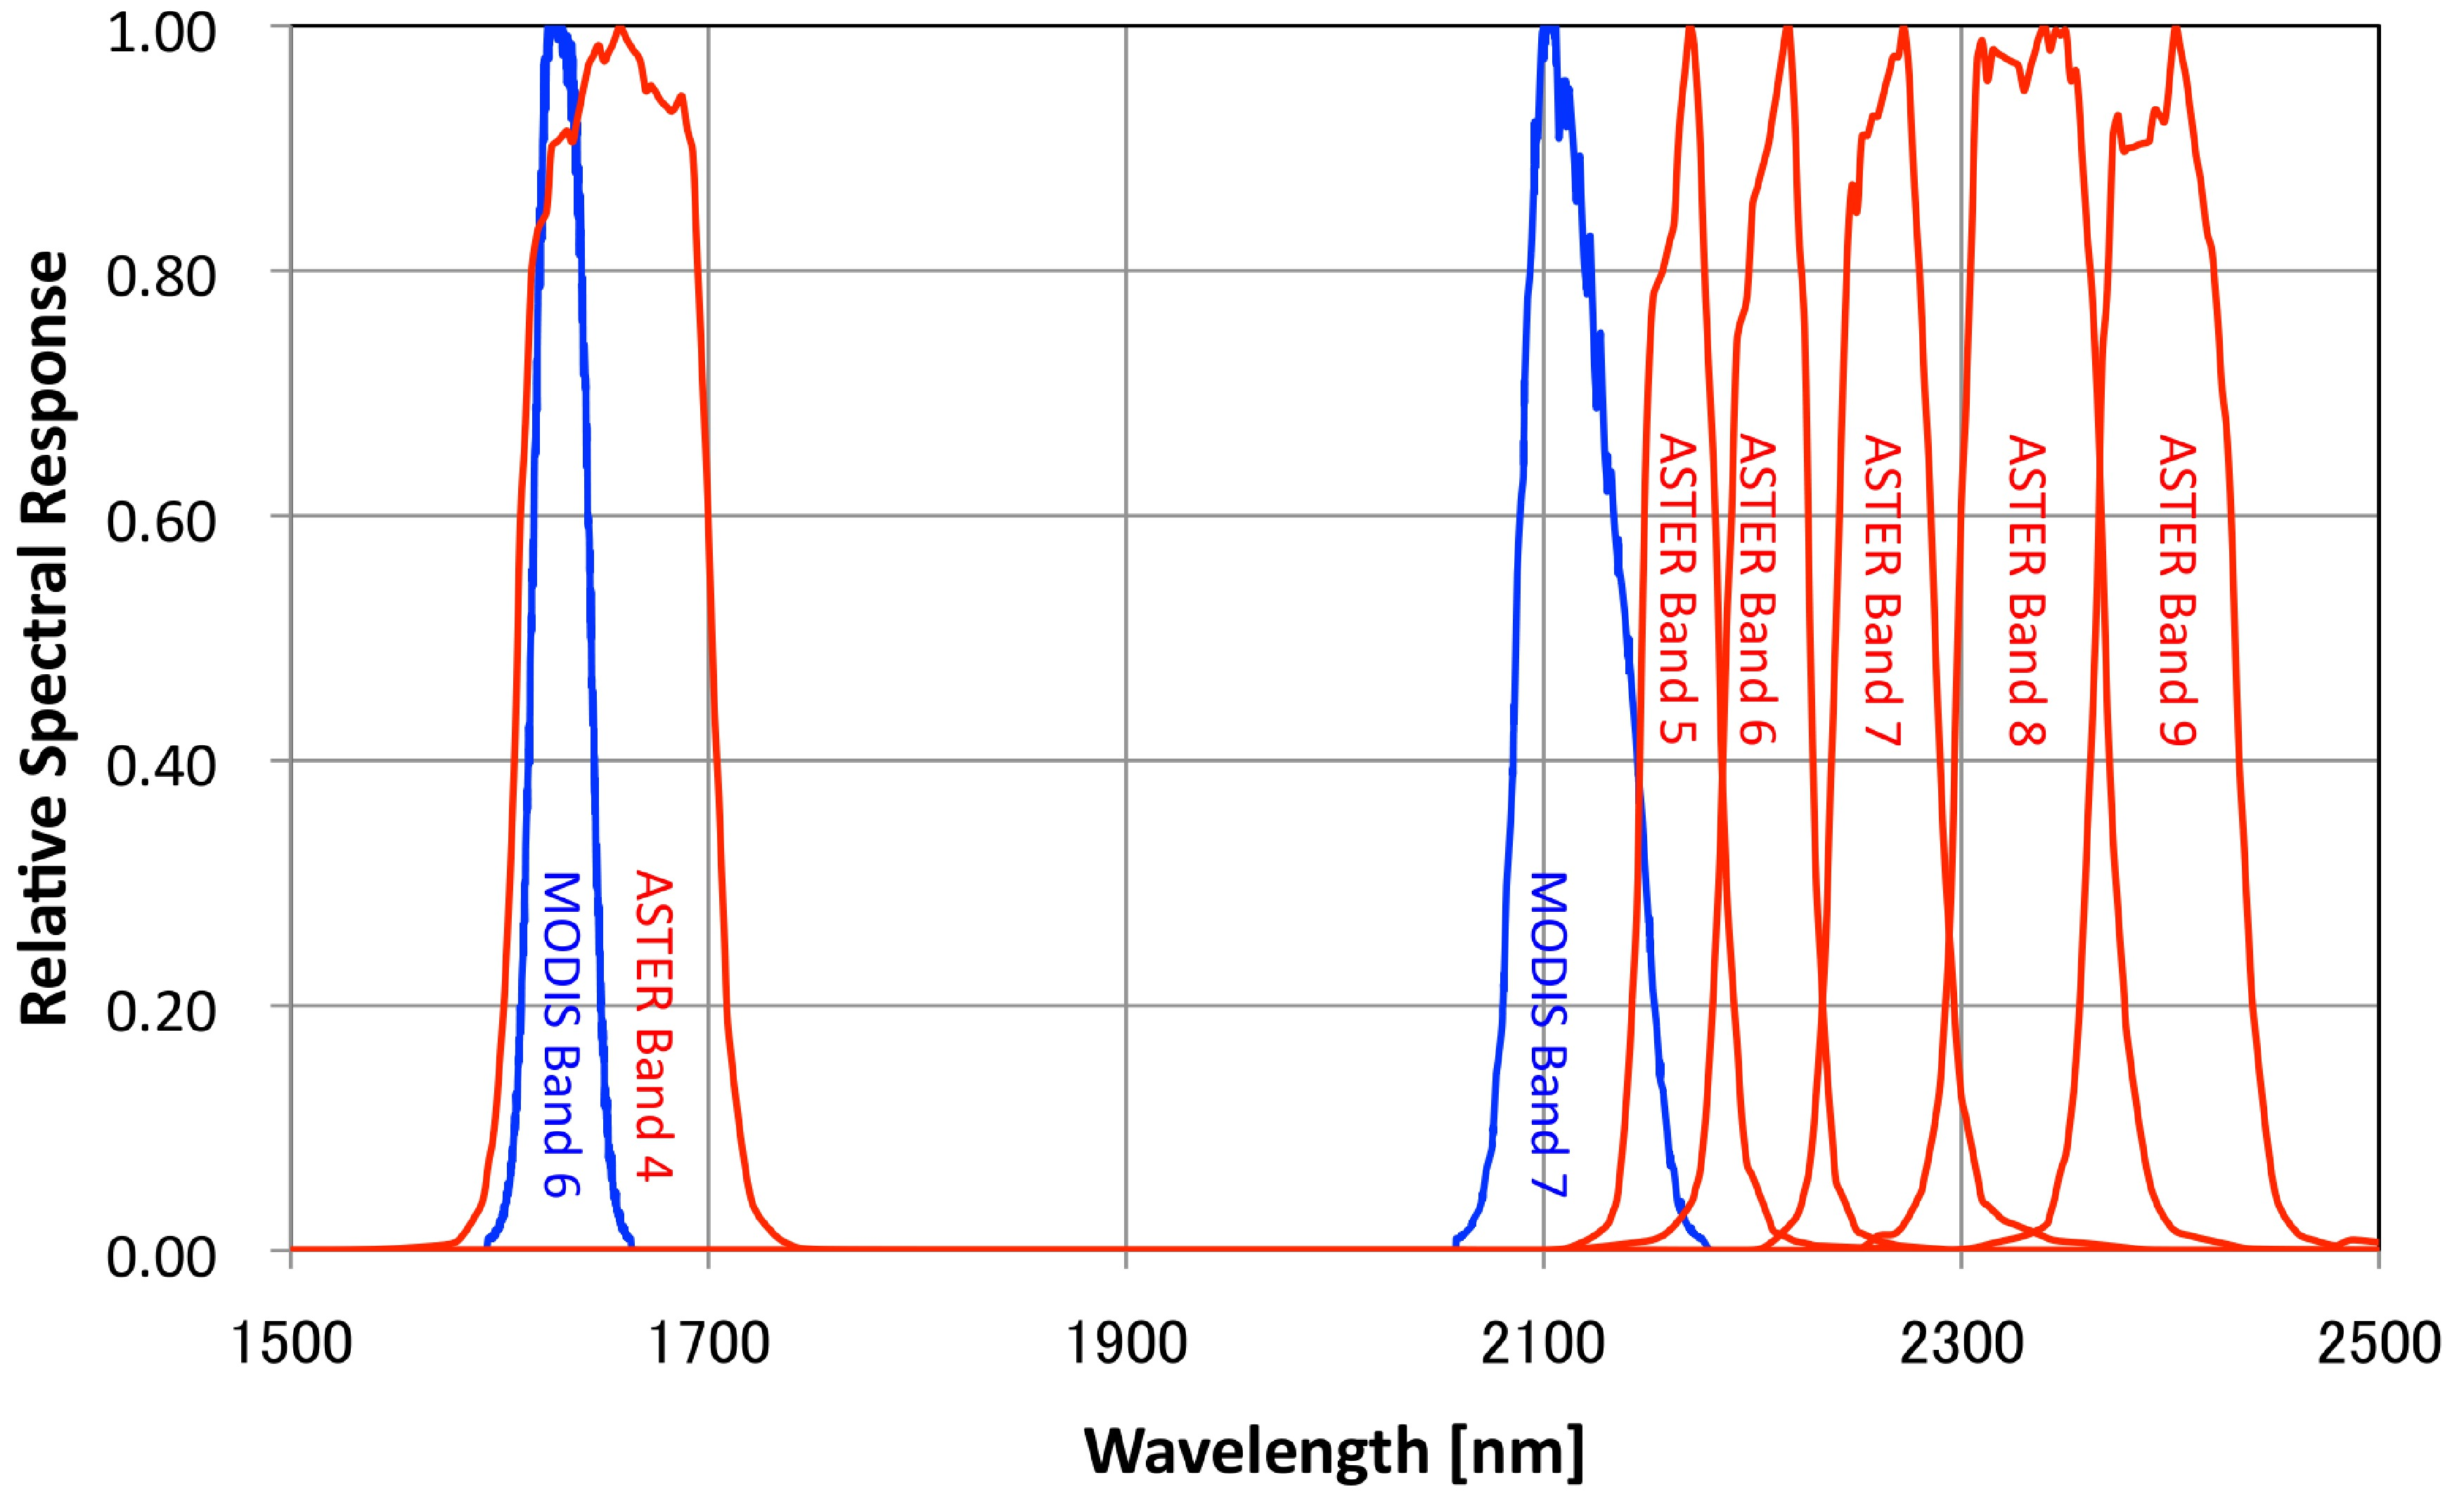 Relative Spectral Response
1.00
0.80
0.60
0.40
0.20
0.00
MODIS Band 6
ASTER Band 4
MODIS Band 7
ASTER Band 5
ASTER Band 6
ASTER Band 7
ASTER Band 8
ASTER Band 9
1500 1700 1900 2100 2300 2500
Wavelength [nm]